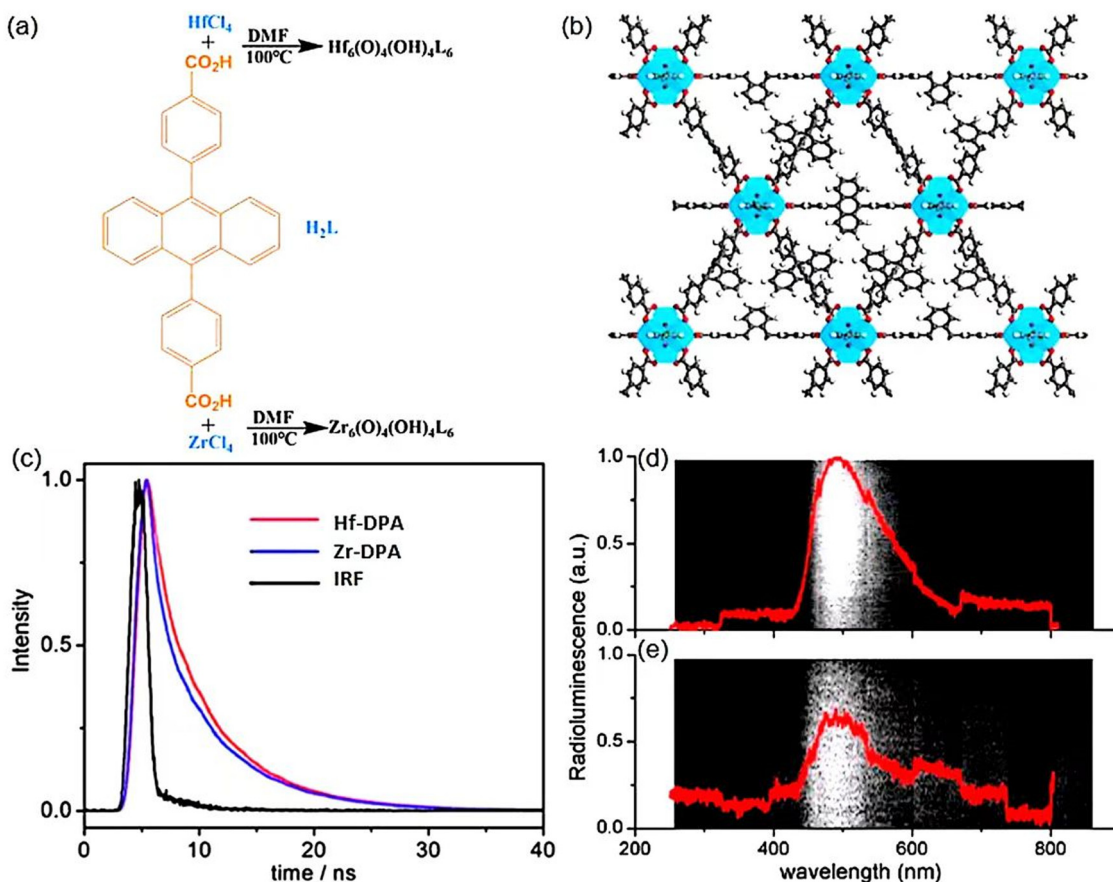 (a)
HfCl₄
+
DMF
100℃
Hf₆(O)₄(OH)₄L₆
CO₂H
H₂L
CO₂H
+
ZrCl₄
DMF
100℃
Zr₆(O)₄(OH)₄L₆
(b)
(c)
1.0
0.5
0.0
Intensity
Hf-DPA
Zr-DPA
IRF
0
10
20
30
40
time / ns
(d)
1.0
0.5
1.0
0.0
(e)
0.5
0.0
Radioluminescence (a.u.)
200
400
600
800
wavelength (nm)